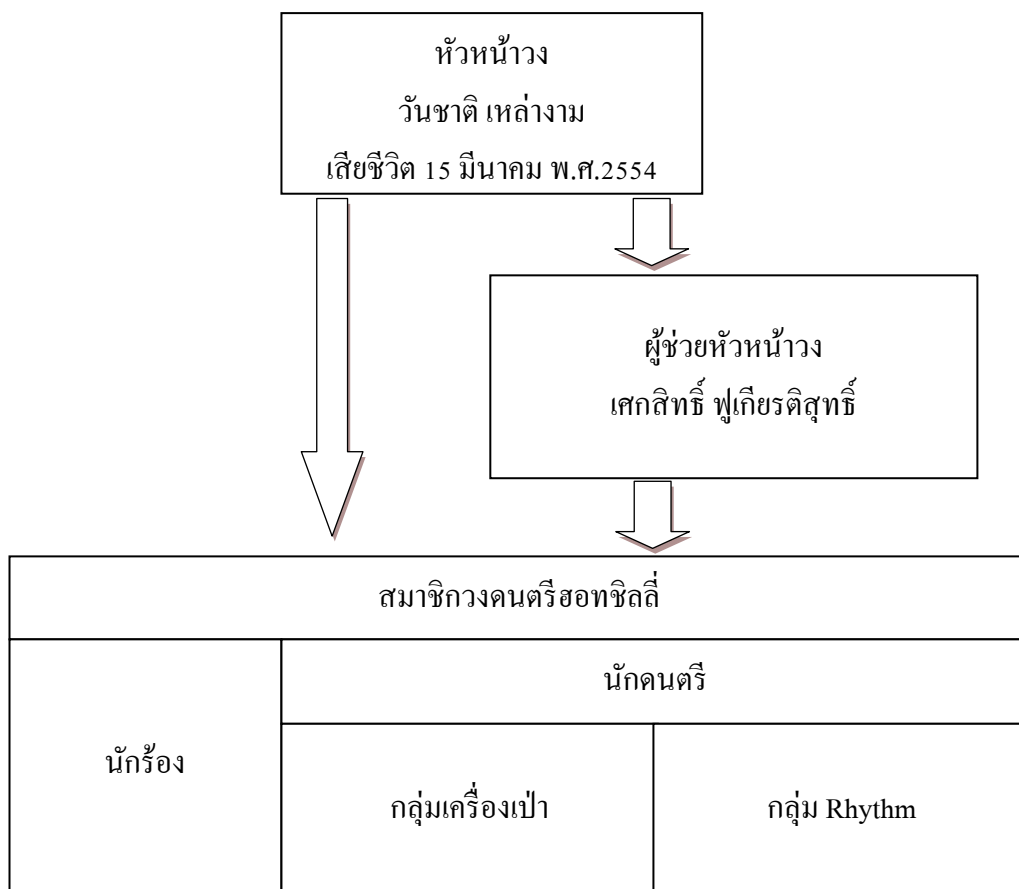 หัวหน้าวง
วันชาติ เหล่างาม
เสียชีวิต 15 มีนาคม พ.ศ.2554
ผู้ช่วยหัวหน้าวง
เศกสิทธิ์ ฟูเกียรติสุทธิ์
สมาชิกวงดนตรีฮอทชิลลี่
นักดนตรี
นักร้อง
กลุ่มเครื่องเป่า
กลุ่ม Rhythm